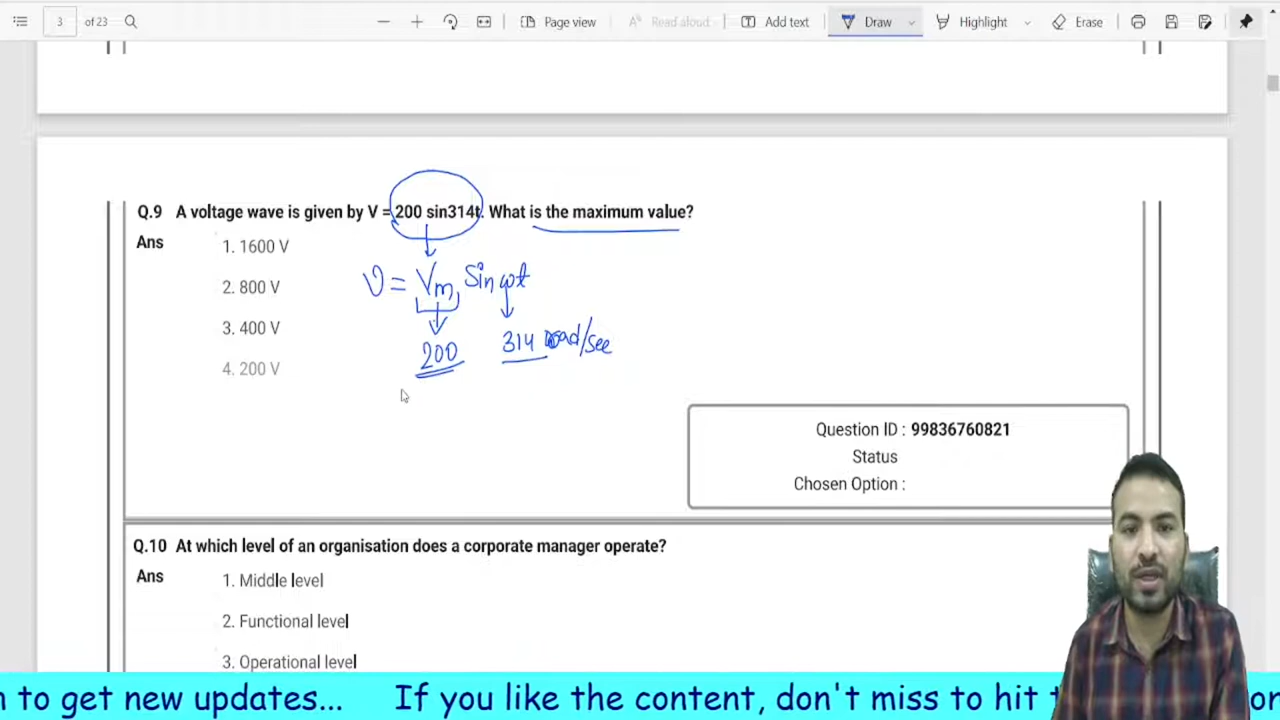 3 of 23 Page view Read aloud Add text Draw Highlight Erase
Q.9 A voltage wave is given by V = 200 sin314t. What is the maximum value?
Ans
1. 1600 V
2. 800 V
3. 400 V
4. 200 V
v = Vm Sin ωt
200 314 rad/sec
Question ID : 99836760821
Status
Chosen Option :
Q.10 At which level of an organisation does a corporate manager operate?
Ans
1. Middle level
2. Functional level
3. Operational level
to get new updates... If you like the content, don't miss to hit